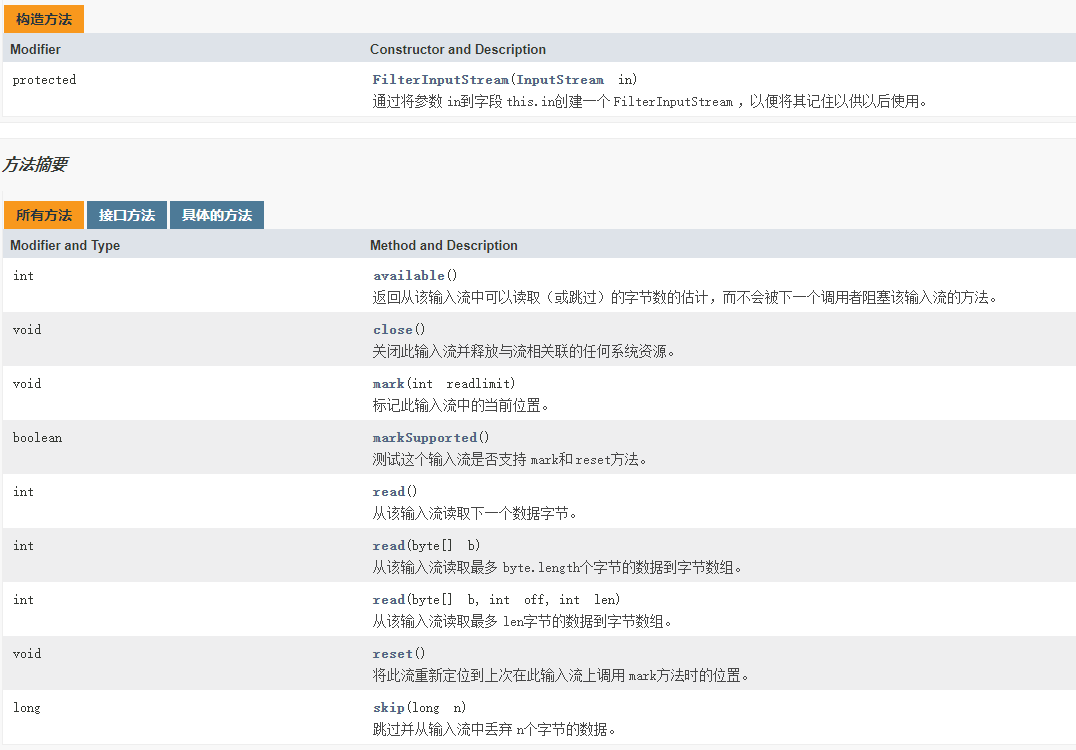 构造方法
Modifier Constructor and Description
protected FilterInputStream(InputStream in)
通过将参数 in到字段 this.in创建一个 FilterInputStream ，以便将其记住以供以后使用。
方法摘要
所有方法 接口方法 具体的方法
Modifier and Type Method and Description
int available()
返回从该输入流中可以读取（或跳过）的字节数的估计，而不会被下一个调用者阻塞该输入流的方法。
void close()
关闭此输入流并释放与流相关联的任何系统资源。
void mark(int readlimit)
标记此输入流中的当前位置。
boolean markSupported()
测试这个输入流是否支持 mark和 reset方法。
int read()
从该输入流读取下一个数据字节。
int read(byte[] b)
从该输入流读取最多 byte.length个字节的数据到字节数组。
int read(byte[] b, int off, int len)
从该输入流读取最多 len字节的数据到字节数组。
void reset()
将此流重新定位到上次在此输入流上调用 mark方法时的位置。
long skip(long n)
跳过并从输入流中丢弃 n个字节的数据。